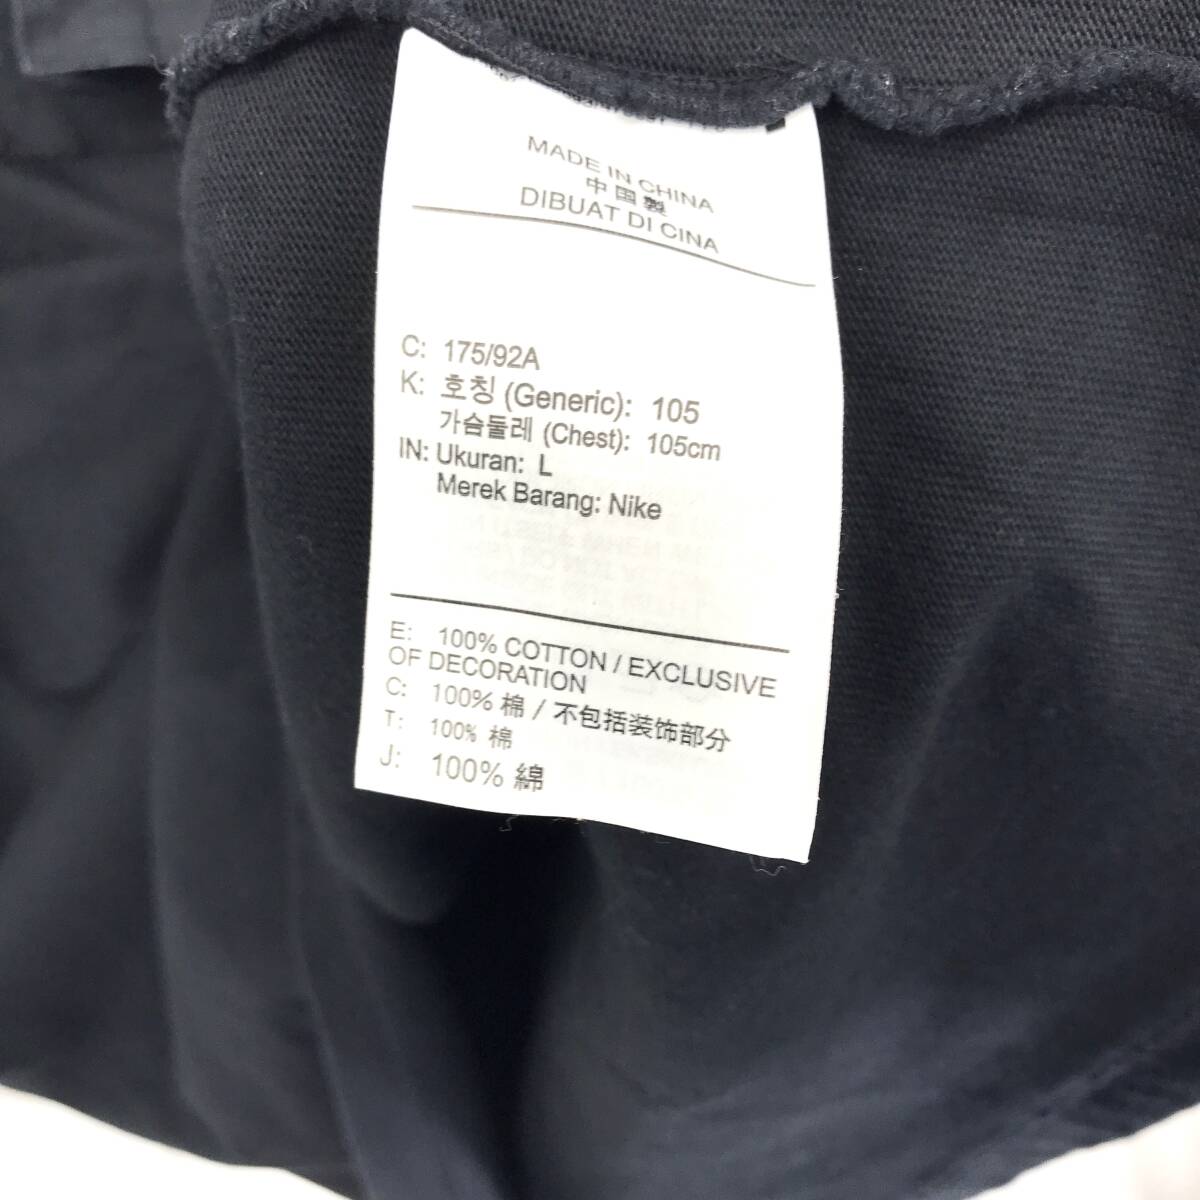 MADE IN CHINA
中国製
DIBUAT DI CINA
C: 175/92A
K: 호칭 (Generic): 105
가슴둘레 (Chest): 105cm
IN: Ukuran: L
Merek Barang: Nike
E: 100% COTTON / EXCLUSIVE
OF DECORATION
C: 100% 棉 / 不包括装饰部分
T: 100% 棉
J: 100% 綿